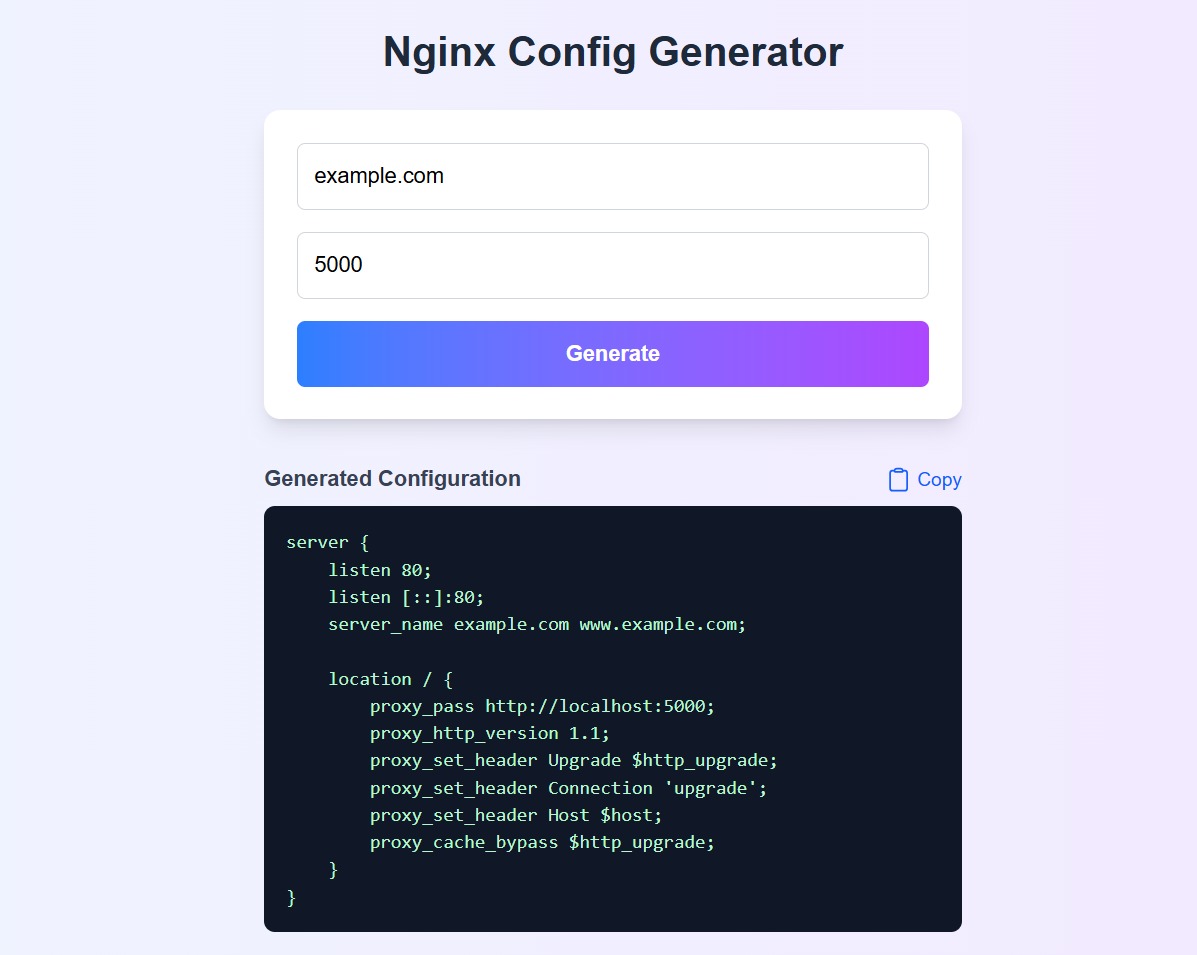 Nginx Config Generator
example.com
5000
Generate
Generated Configuration
Copy
server {
    listen 80;
    listen [::]:80;
    server_name example.com www.example.com;

    location / {
        proxy_pass http://localhost:5000;
        proxy_http_version 1.1;
        proxy_set_header Upgrade $http_upgrade;
        proxy_set_header Connection 'upgrade';
        proxy_set_header Host $host;
        proxy_cache_bypass $http_upgrade;
    }
}